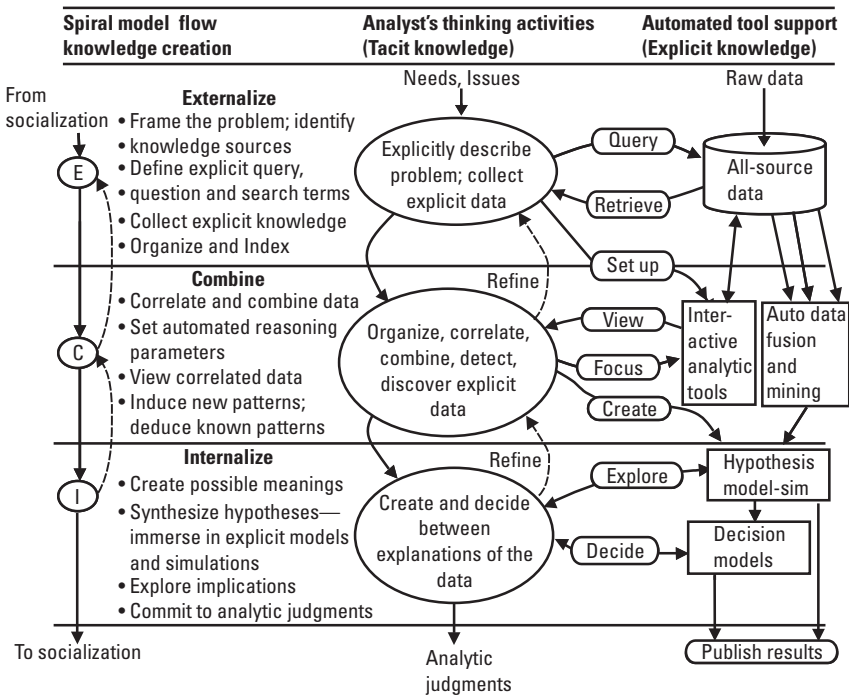 Spiral model flow
knowledge creation
Analyst's thinking activities
(Tacit knowledge)
Automated tool support
(Explicit knowledge)
From
socialization
E
C
I
To socialization
Externalize
• Frame the problem; identify
• knowledge sources
• Define explicit query,
• question and search terms
• Collect explicit knowledge
• Organize and Index
Needs, Issues
Explicitly describe
problem; collect
explicit data
Query
Retrieve
Set up
Raw data
All-source
data
Combine
• Correlate and combine data
• Set automated reasoning
parameters
• View correlated data
• Induce new patterns;
deduce known patterns
Refine
Organize, correlate,
combine, detect,
discover explicit
data
View
Focus
Create
Inter-
active
analytic
tools
Auto data
fusion
and
mining
Internalize
• Create possible meanings
• Synthesize hypotheses—
immerse in explicit models
and simulations
• Explore implications
• Commit to analytic judgments
Refine
Create and decide
between
explanations of the
data
Explore
Decide
Hypothesis
model-sim
Decision
models
Analytic
judgments
Publish results